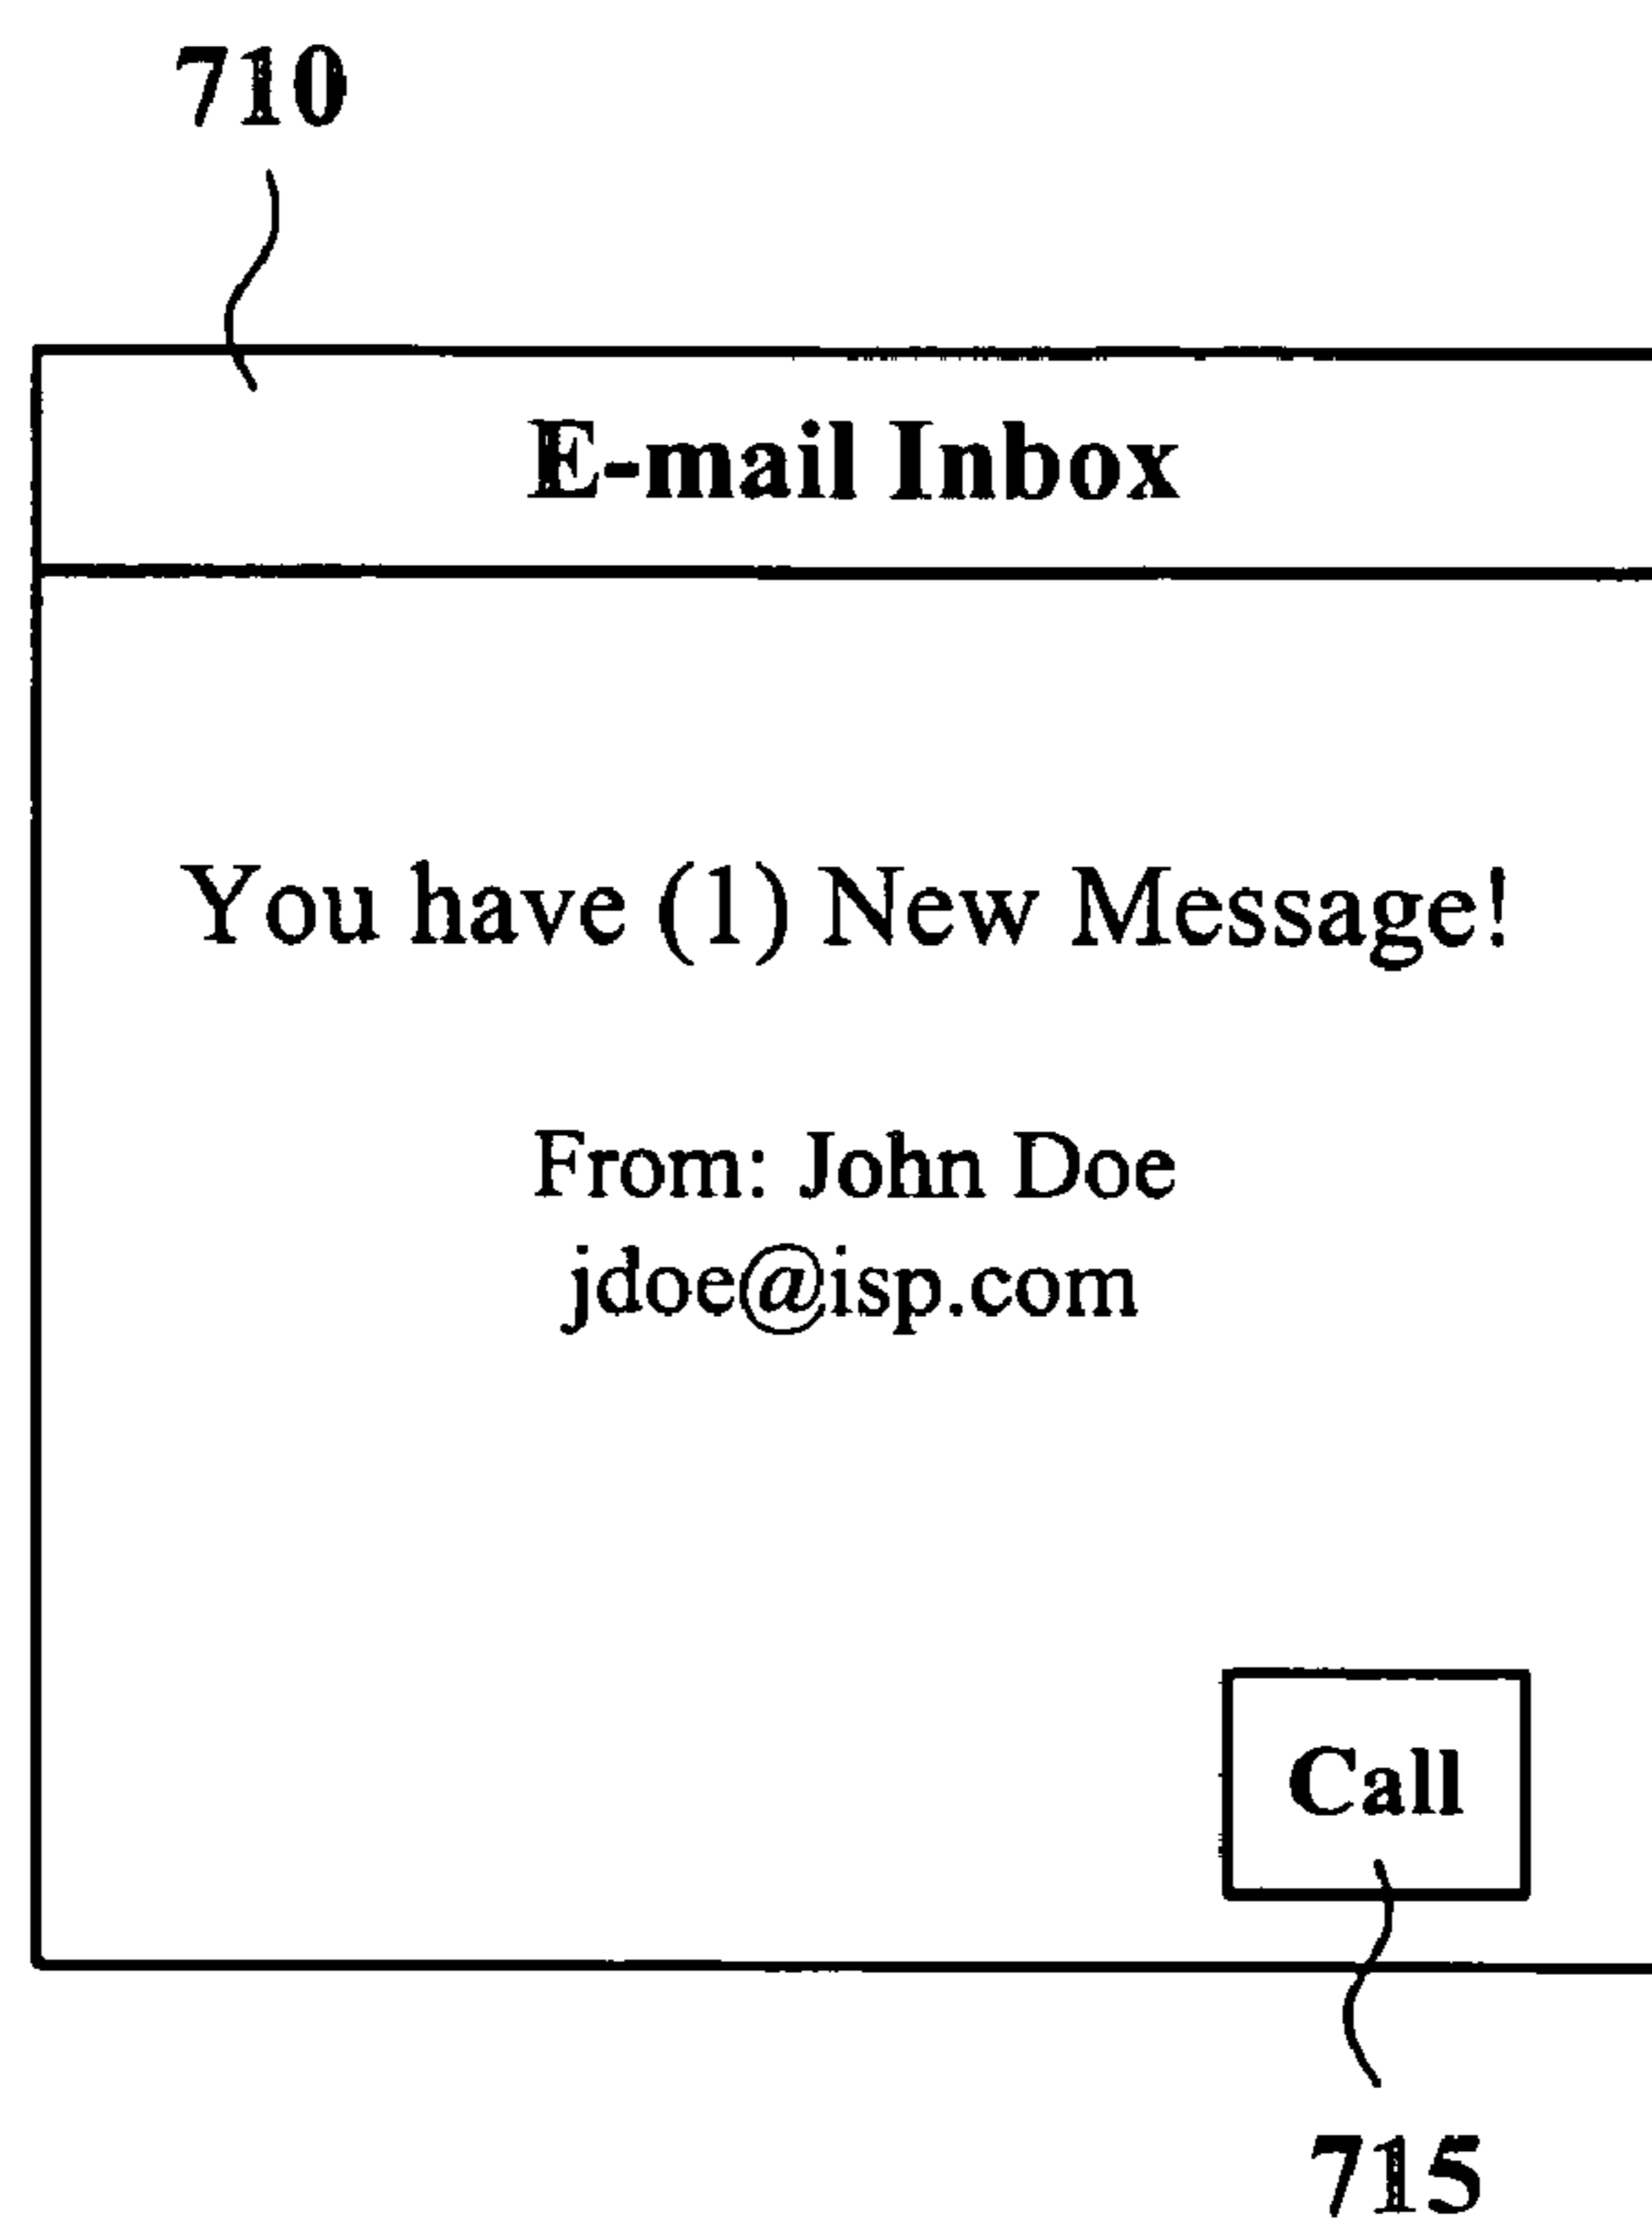 710
E-mail Inbox
You have (1) New Message!
From: John Doe
jdoe@isp.com
Call
715